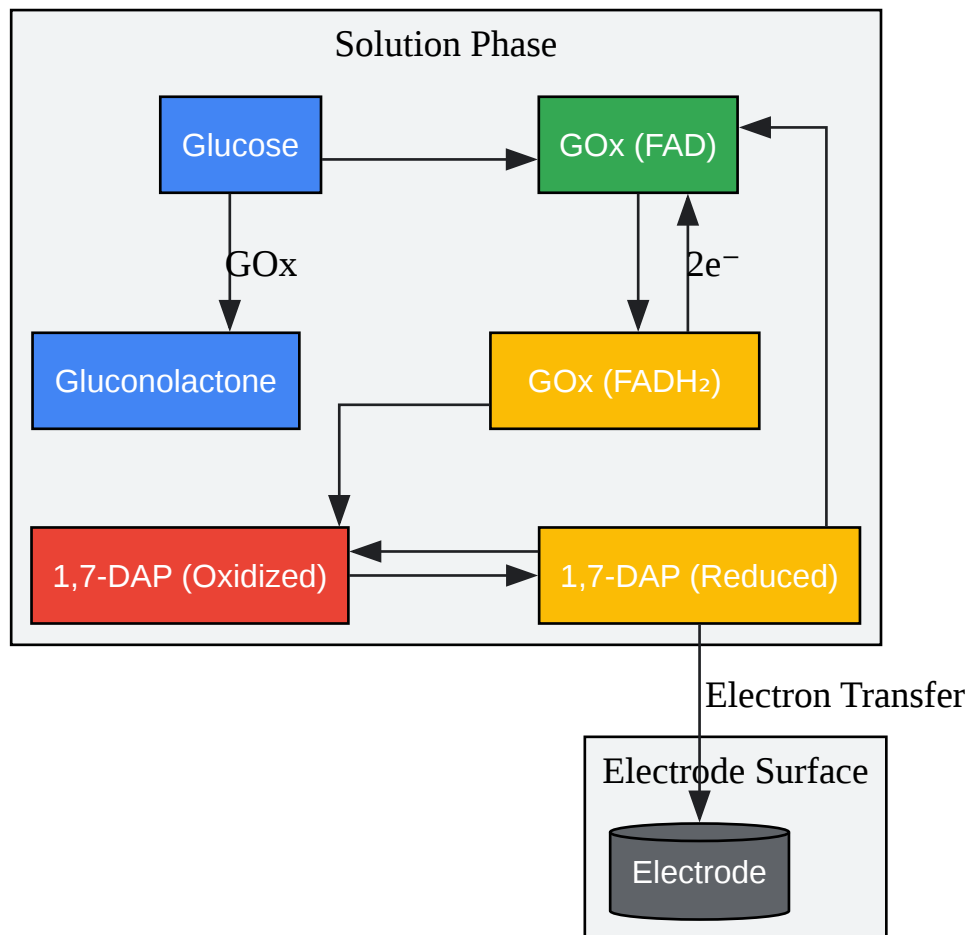 Solution Phase
Glucose
GOx (FAD)
GOx
2e⁻
Gluconolactone
GOx (FADH₂)
1,7-DAP (Oxidized)
1,7-DAP (Reduced)
Electron Transfer
Electrode Surface
Electrode